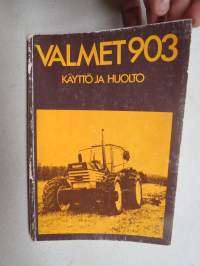 VALMET 903
KÄYTTÖ JA HUOLTO